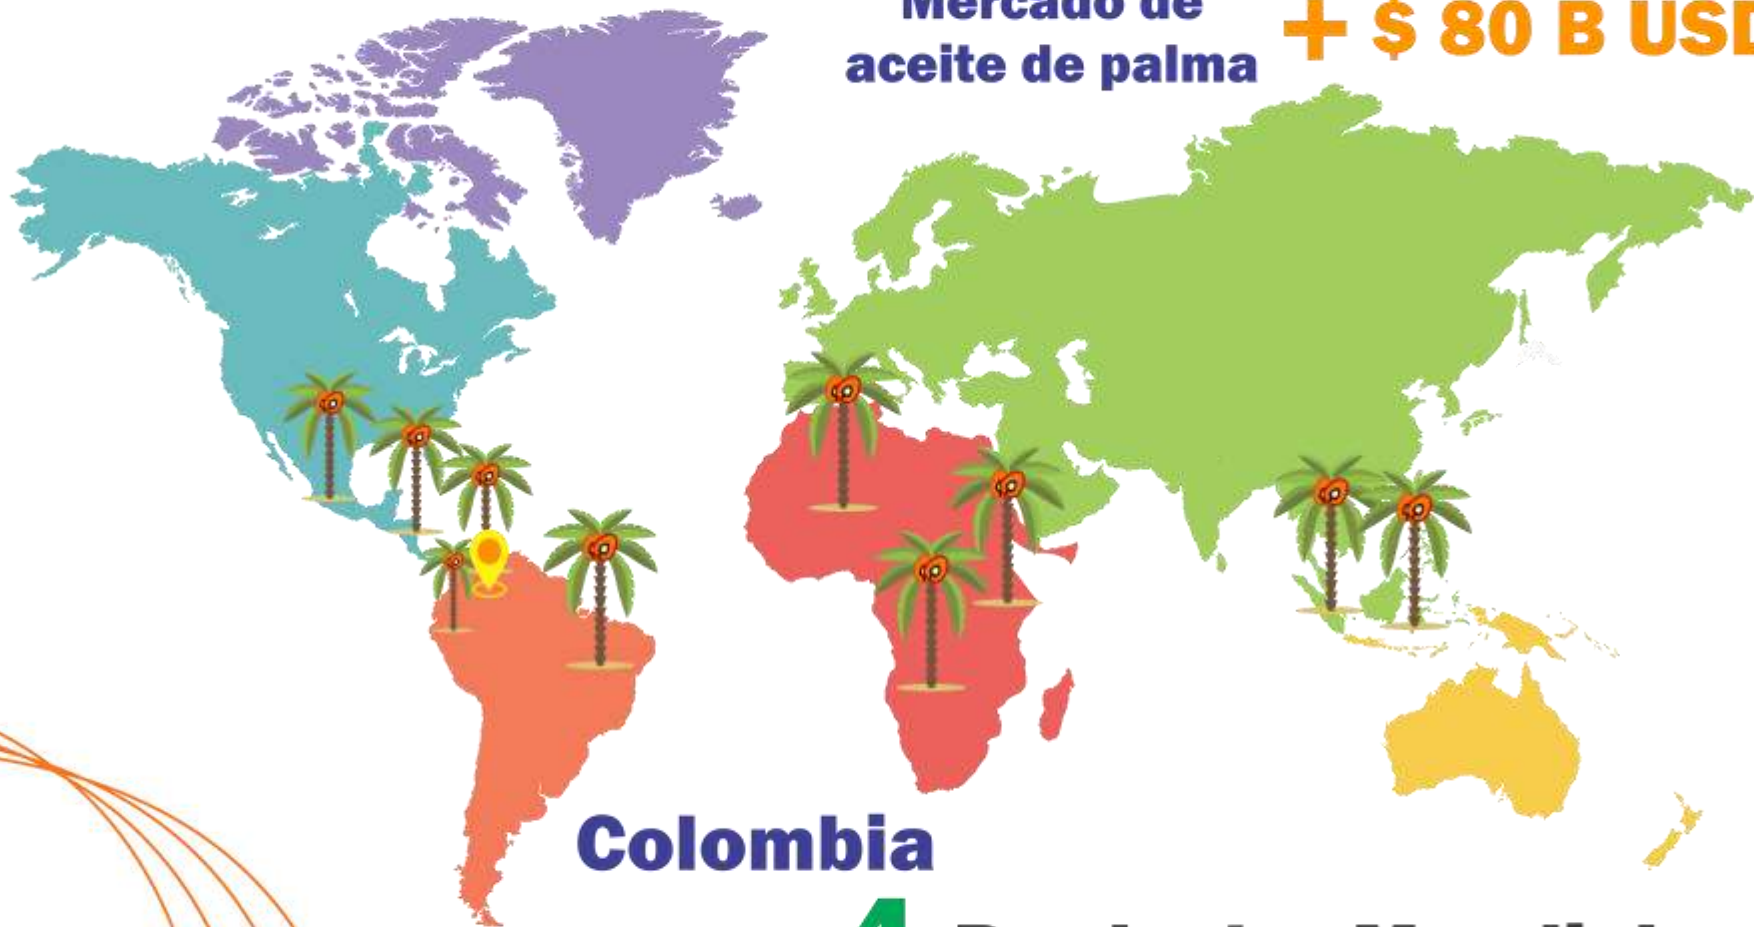 Mercado de
aceite de palma
+ $ 80 B USD
Colombia